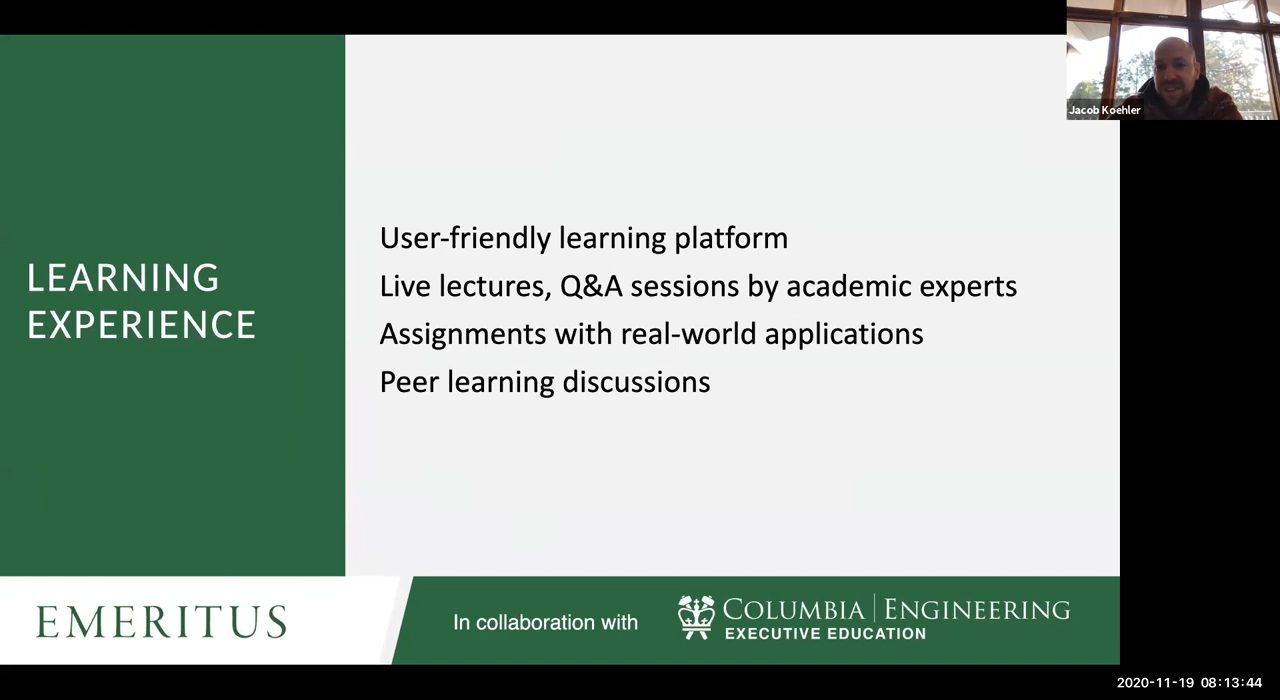 Jacob Koehler
LEARNING
EXPERIENCE
User-friendly learning platform
Live lectures, Q&A sessions by academic experts
Assignments with real-world applications
Peer learning discussions
EMERITUS
In collaboration with
COLUMBIA | ENGINEERING
EXECUTIVE EDUCATION
2020-11-19 08:13:44